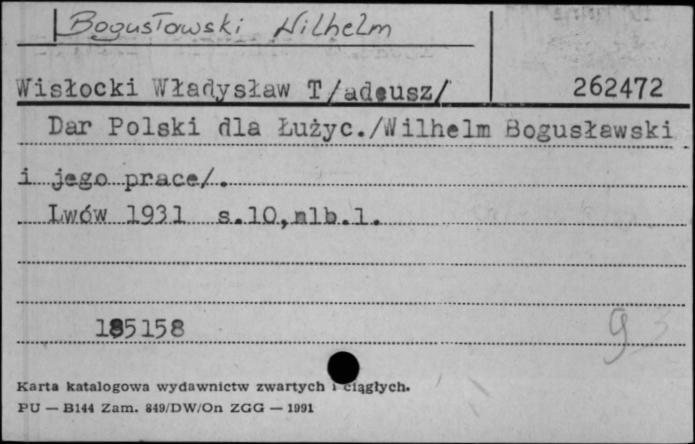 Bogusławski Wilhelm
Wisłocki Władysław T/adeusz/ 262472
Dar Polski dla Łużyc./Wilhelm Bogusławski
i jego prace/.
Lwów 1931 s.10,nlb.1.
185158
93
Karta katalogowa wydawnictw zwartych i ciągłych.
PU — B144 Zam. 849/DW/On ZGG — 1991